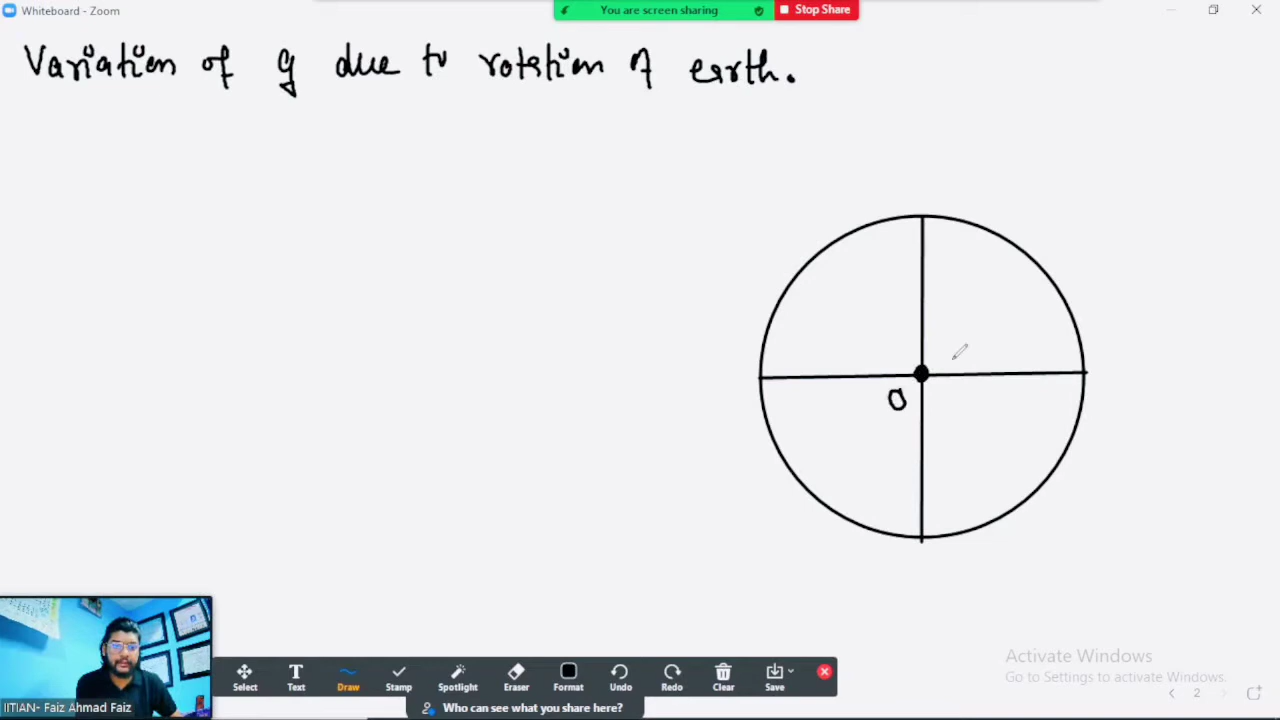 Whiteboard - Zoom
You are screen sharing
Stop Share
Variation of g due to rotation of earth.
O
Activate Windows
Go to Settings to activate Windows.
Select
Text
Draw
Stamp
Spotlight
Eraser
Format
Undo
Redo
Clear
Save
2
IITIAN- Faiz Ahmad Faiz
Who can see what you share here?